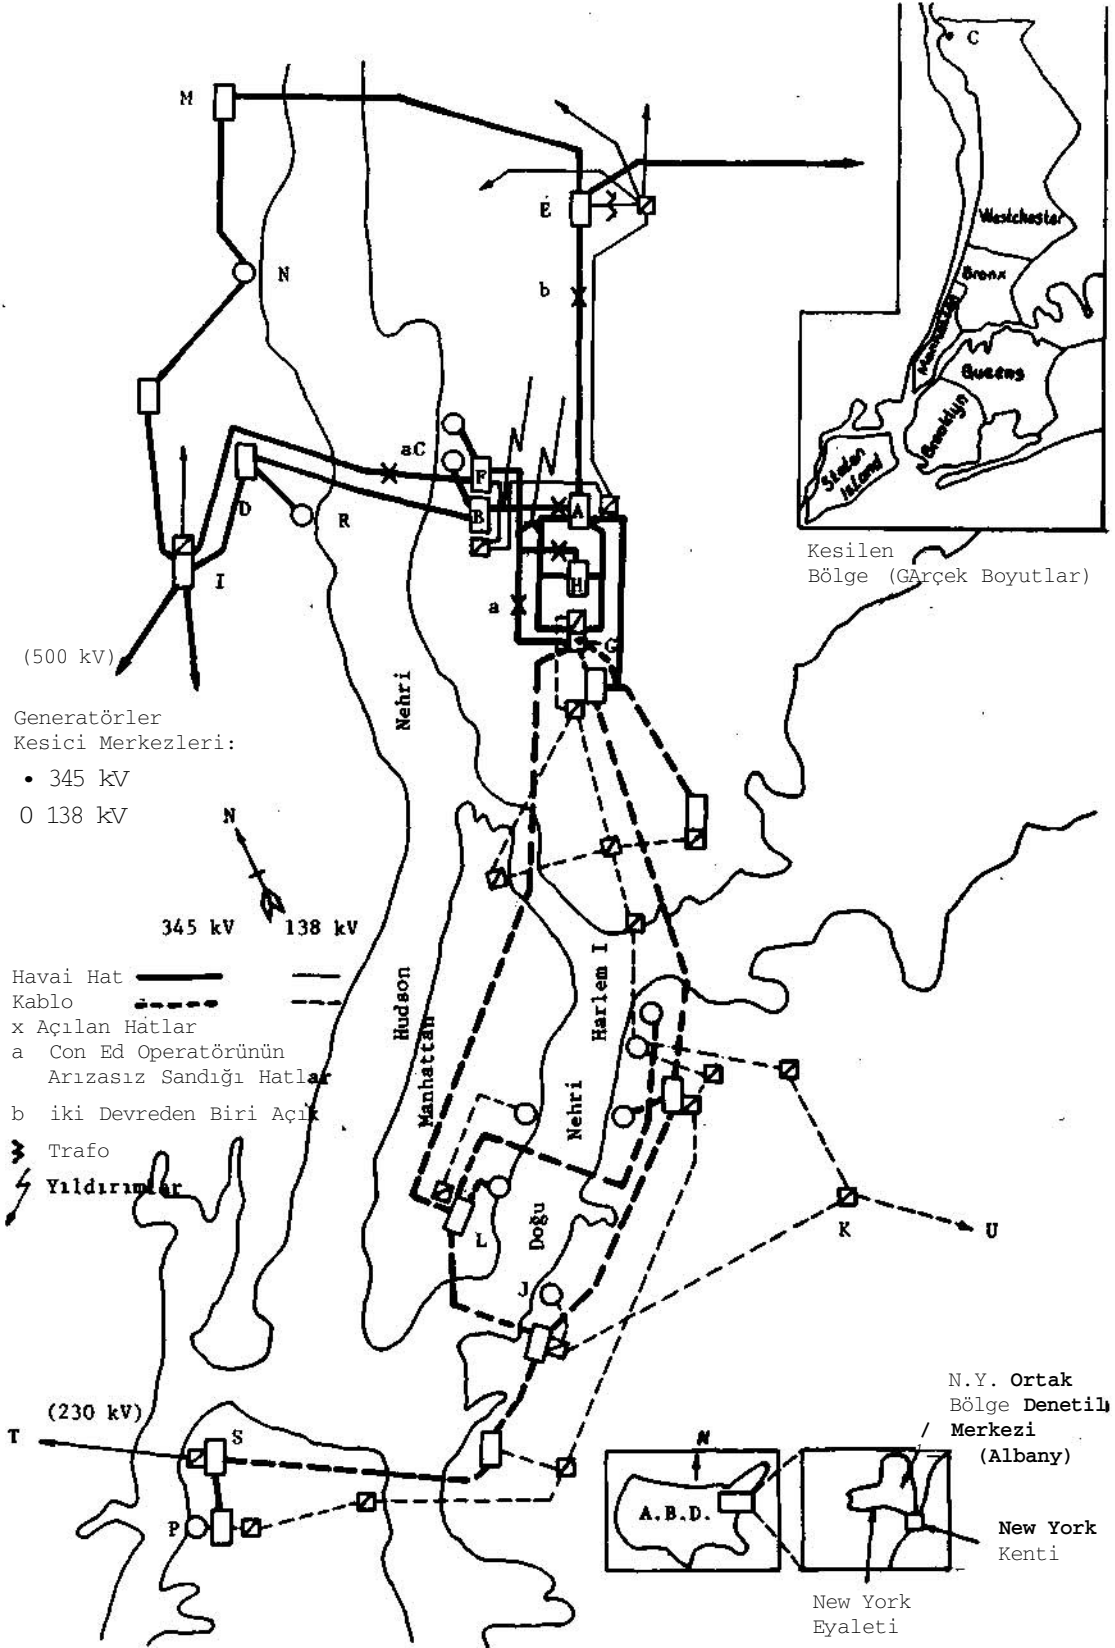 M
C
E
Westchester
N
b
Bronx
Manhattan
Queens
Brooklyn
Staten
Island
aC
F
D
R
B
A
Kesilen
Bölge (GArçek Boyutlar)
I
H
a
G
(500 kV)
Nehri
Generatörler
Kesici Merkezleri:
• 345 kV
O 138 kV
N
345 kV 138 kV
Havai Hat
Kablo
x Açılan Hatlar
a Con Ed Operatörünün
Arızasız Sandığı Hatlar
b iki Devreden Biri Açık
Trafo
Yıldırımlar
Hudson
Manhattan
Harlem I
Nehri
Doğu
L
J
K
U
(230 kV)
T
S
P
N.Y. Ortak
Bölge Denetil
Merkezi
(Albany)
N
A.B.D.
New York
Kenti
New York
Eyaleti